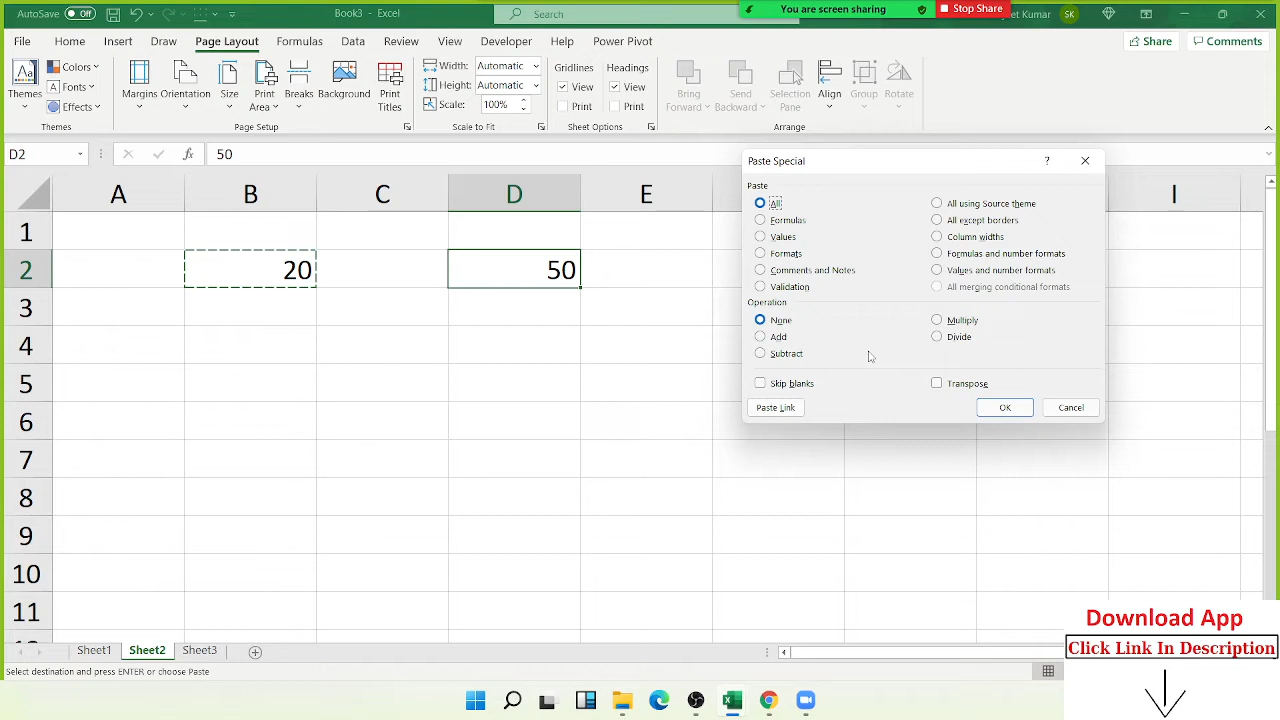 AutoSave Off Book3 - Excel Search You are screen sharing Stop Share et Kumar SK
File Home Insert Draw Page Layout Formulas Data Review View Developer Help Power Pivot Share Comments
Themes Colors Fonts Effects Margins Orientation Size Print Area Breaks Background Print Titles Width: Automatic Height: Automatic Scale: 100% Gridlines View Print Headings View Print Bring Forward Send Backward Selection Pane Align Group Rotate
Themes Page Setup Scale to Fit Sheet Options Arrange
D2 fx 50
A B C D E I
1
2 20 50
3
4
5
6
7
8
9
10
11
Paste Special ?
Paste
All All using Source theme
Formulas All except borders
Values Column widths
Formats Formulas and number formats
Comments and Notes Values and number formats
Validation All merging conditional formats
Operation
None Multiply
Add Divide
Subtract
Skip blanks Transpose
Paste Link OK Cancel
Sheet1 Sheet2 Sheet3
Select destination and press ENTER or choose Paste
Download App
Click Link In Description